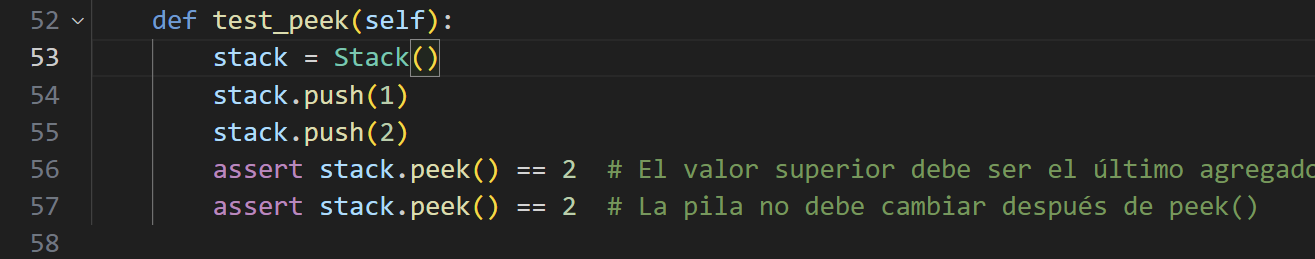 52 def test_peek(self):
53 stack = Stack()
54 stack.push(1)
55 stack.push(2)
56 assert stack.peek() == 2 # El valor superior debe ser el último agregado
57 assert stack.peek() == 2 # La pila no debe cambiar después de peek()
58